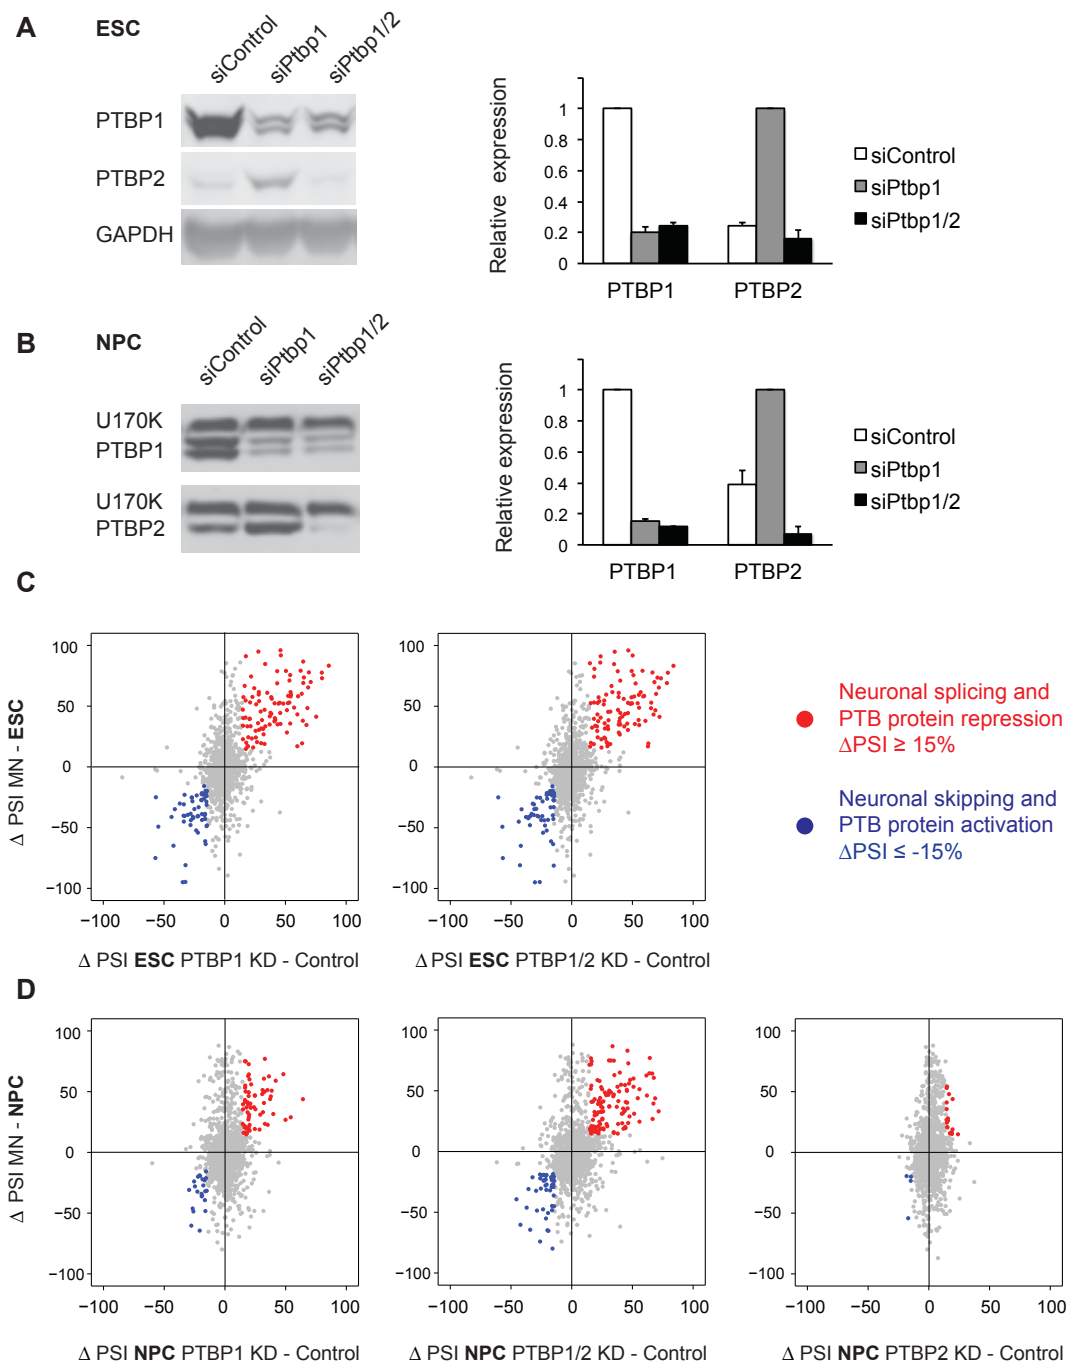 A
ESC
siControl
siPtbp1
siPtbp1/2
PTBP1
PTBP2
GAPDH
Relative expression
1
0.8
0.6
0.4
0.2
0
PTBP1
PTBP2
siControl
siPtbp1
siPtbp1/2
B
NPC
siControl
siPtbp1
siPtbp1/2
U170K
PTBP1
U170K
PTBP2
Relative expression
1
0.8
0.6
0.4
0.2
0
PTBP1
PTBP2
siControl
siPtbp1
siPtbp1/2
C
Δ PSI MN - ESC
100
50
0
−50
−100
−100 −50 0 50 100
Δ PSI ESC PTBP1 KD - Control
100
50
0
−50
−100
−100 −50 0 50 100
Δ PSI ESC PTBP1/2 KD - Control
Neuronal splicing and
PTB protein repression
ΔPSI ≥ 15%
Neuronal skipping and
PTB protein activation
ΔPSI ≤ -15%
D
Δ PSI MN - NPC
100
50
0
−50
−100
−100 −50 0 50 100
Δ PSI NPC PTBP1 KD - Control
100
50
0
−50
−100
−100 −50 0 50 100
Δ PSI NPC PTBP1/2 KD - Control
100
50
0
−50
−100
−100 −50 0 50 100
Δ PSI NPC PTBP2 KD - Control